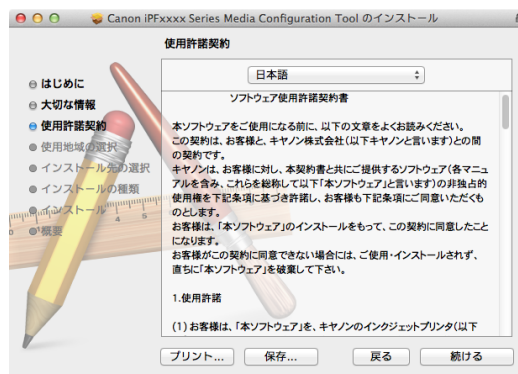 Canon iPFxxxx Series Media Configuration Tool のインストール
使用許諾契約
はじめに
大切な情報
使用許諾契約
使用地域の選択
インストール先の選択
インストールの種類
インストール
概要
日本語
ソフトウェア使用許諾契約書
本ソフトウェアをご使用になる前に、以下の文章をよくお読みください。
この契約は、お客様と、キヤノン株式会社(以下キヤノンと言います)との間
の契約です。
キヤノンは、お客様に対し、本契約書と共にご提供するソフトウェア(各マニュ
アルを含み、これらを総称して以下「本ソフトウェア」と言います)の非独占的
使用権を下記条項に基づき許諾し、お客様も下記条項にご同意いただくも
のとします。
お客様は、「本ソフトウェア」のインストールをもって、この契約に同意したこと
になります。
お客様がこの契約に同意できない場合には、ご使用・インストールされず、
直ちに「本ソフトウェア」を破棄して下さい。
1.使用許諾
(1) お客様は、「本ソフトウェア」を、キヤノンのインクジェットプリンタ(以下
プリント...
保存...
戻る
続ける